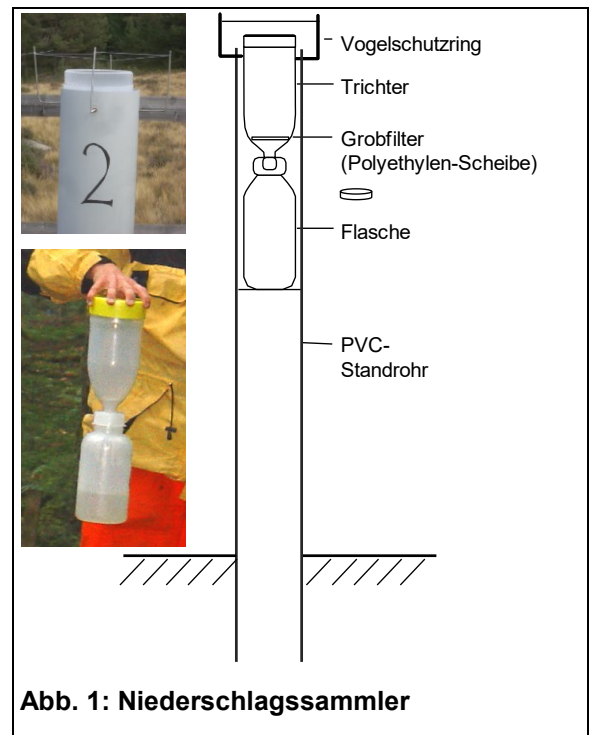 2
Vogelschutzring
Trichter
Grobfilter
(Polyethylen-Scheibe)
Flasche
PVC-
Standrohr
Abb. 1: Niederschlagssammler